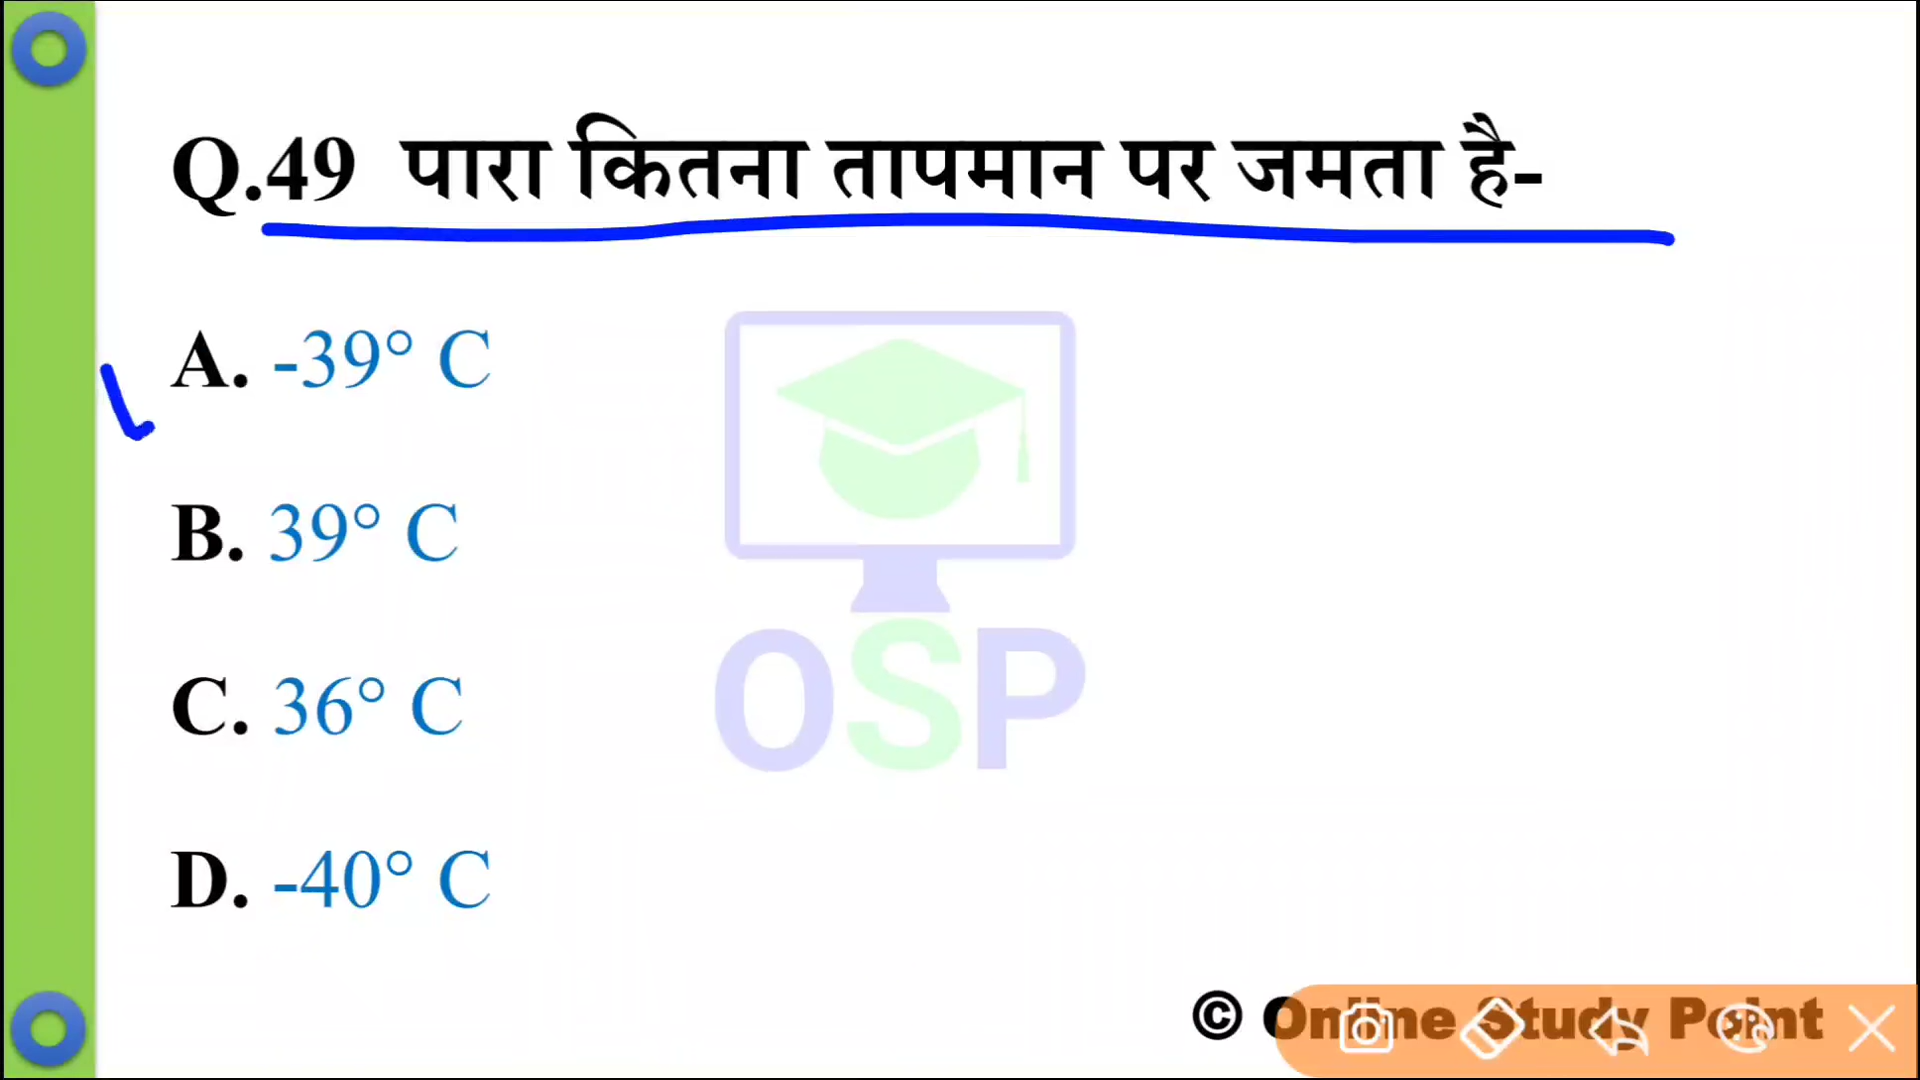 Q.49 पारा कितना तापमान पर जमता है-
A. -39° C
B. 39° C
C. 36° C
D. -40° C
OSP
© Online Study Point